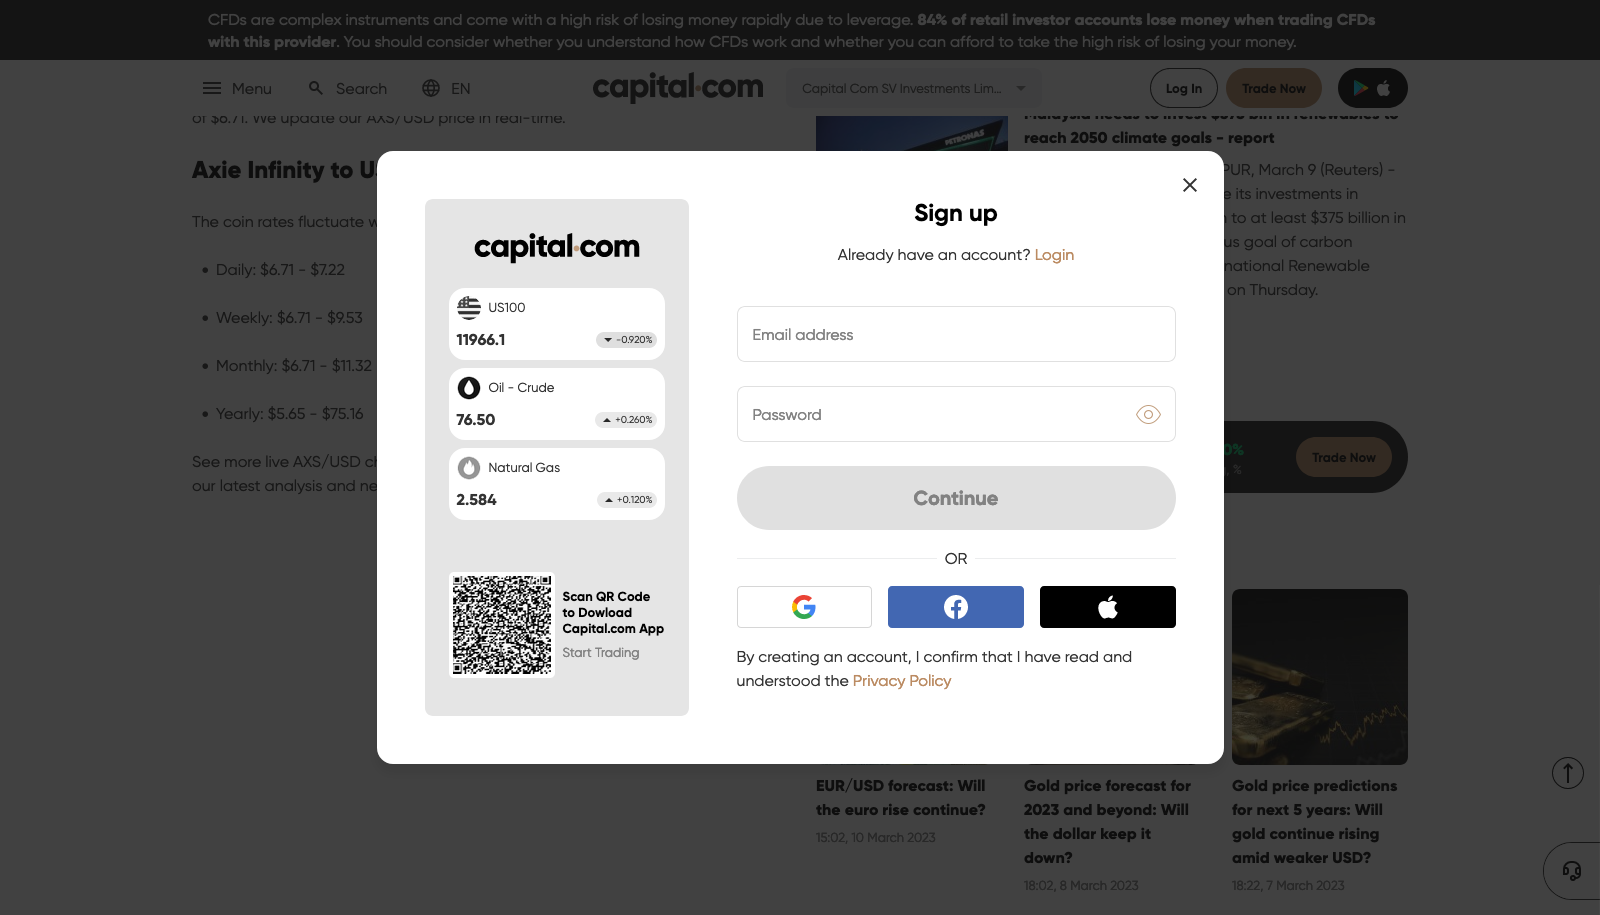 CFDs are complex instruments and come with a high risk of losing money rapidly due to leverage. 84% of retail investor accounts lose money when trading CFDs
with this provider. You should consider whether you understand how CFDs work and whether you can afford to take the high risk of losing your money.
Menu
Search
EN
capital.com
Capital Com SV Investments Lim...
Log In
Trade Now
of $6.71. We update our AXS/USD price in real-time.
Axie Infinity to U
The coin rates fluctuate
Daily: $6.71 - $7.22
Weekly: $6.71 - $9.53
Monthly: $6.71 - $11.32
Yearly: $5.65 - $75.16
See more live AXS/USD
our latest analysis and
PETRONAS
Malaysia needs to invest $375 bln in renewables to
reach 2050 climate goals - report
PUR, March 9 (Reuters) -
e its investments in
to at least $375 billion in
us goal of carbon
national Renewable
on Thursday.
0%
%
Trade Now
capital.com
US100
11966.1
-0.920%
Oil - Crude
76.50
+0.260%
Natural Gas
2.584
+0.120%
Scan QR Code
to Dowload
Capital.com App
Start Trading
Sign up
Already have an account? Login
Email address
Password
Continue
OR
By creating an account, I confirm that I have read and
understood the Privacy Policy
EUR/USD forecast: Will
the euro rise continue?
15:02, 10 March 2023
Gold price forecast for
2023 and beyond: Will
the dollar keep it
down?
18:02, 8 March 2023
Gold price predictions
for next 5 years: Will
gold continue rising
amid weaker USD?
18:22, 7 March 2023